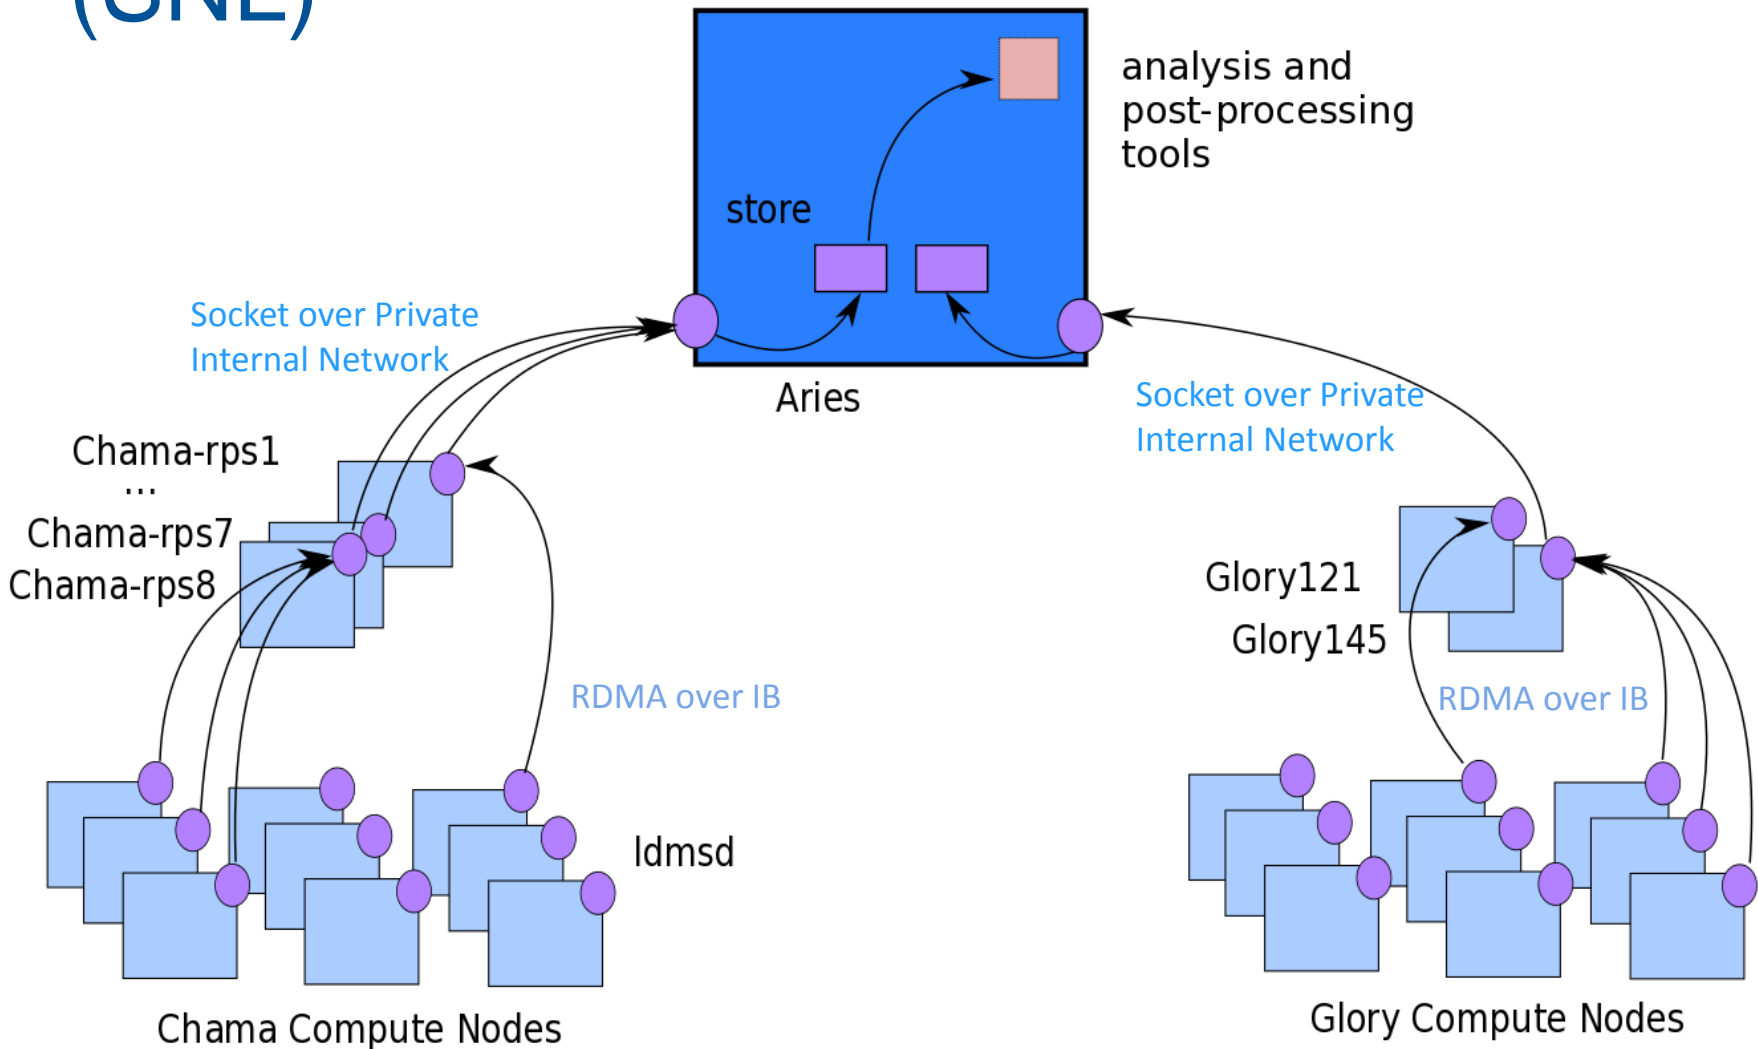 (SNL)
analysis and
post-processing
tools
store
Socket over Private
Internal Network
Aries
Socket over Private
Internal Network
Chama-rps1
...
Chama-rps7
Chama-rps8
Glory121
Glory145
RDMA over IB
RDMA over IB
ldmsd
Chama Compute Nodes
Glory Compute Nodes